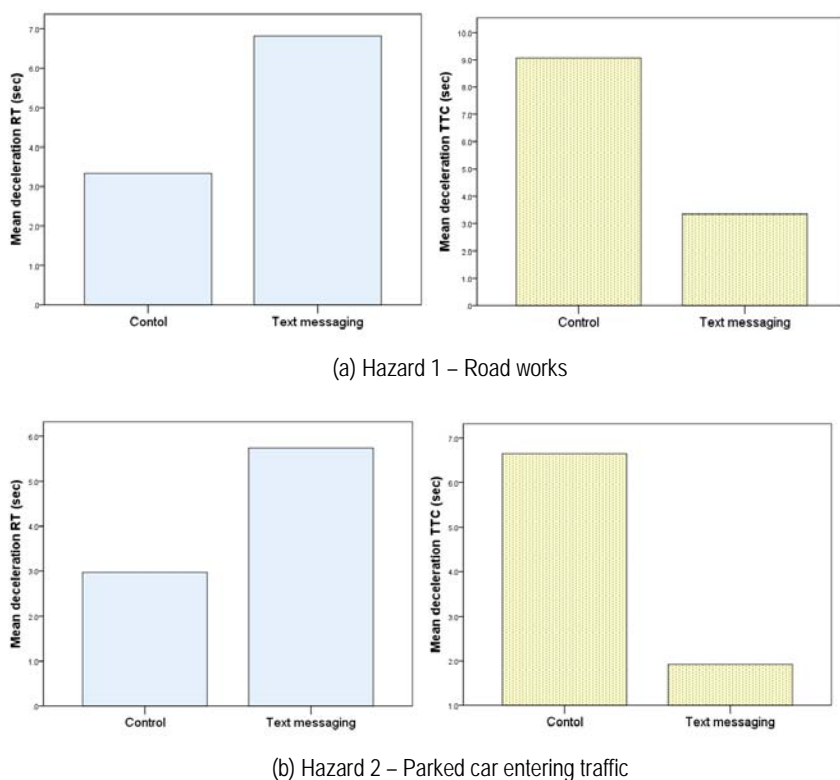 Mean deceleration RT (sec)
7.0
6.0
5.0
4.0
3.0
2.0
1.0
0
Contol
Text messaging
Mean deceleration TTC (sec)
10.0
9.0
8.0
7.0
6.0
5.0
4.0
3.0
2.0
1.0
0
Control
Text messaging
(a) Hazard 1 – Road works
Mean deceleration RT (sec)
6.0
5.0
4.0
3.0
2.0
1.0
0
Control
Text messaging
Mean deceleration TTC (sec)
7.0
6.0
5.0
4.0
3.0
2.0
1.0
Contol
Text messaging
(b) Hazard 2 – Parked car entering traffic